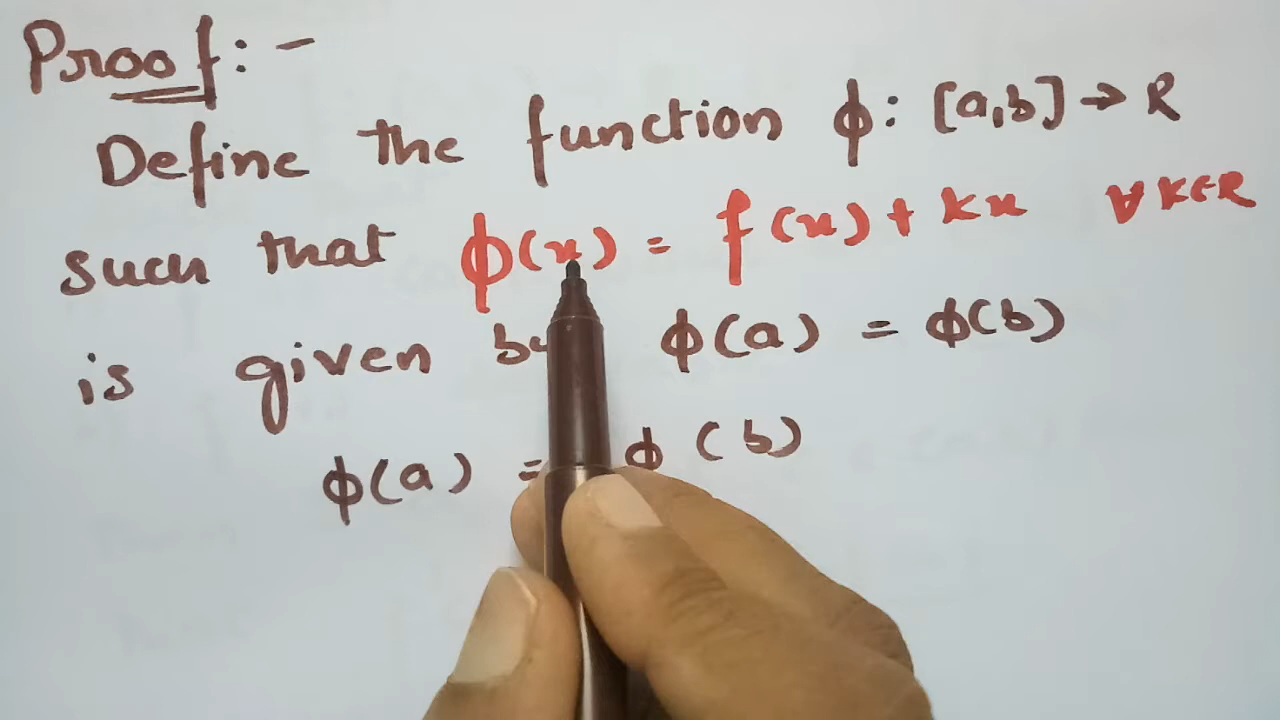 Proof: -
Define the function ϕ: [a,b] → R
such that ϕ(x) = f(x) + kx ∀ k∈R
is given ϕ(a) = ϕ(b)
ϕ(a) = ϕ(b)